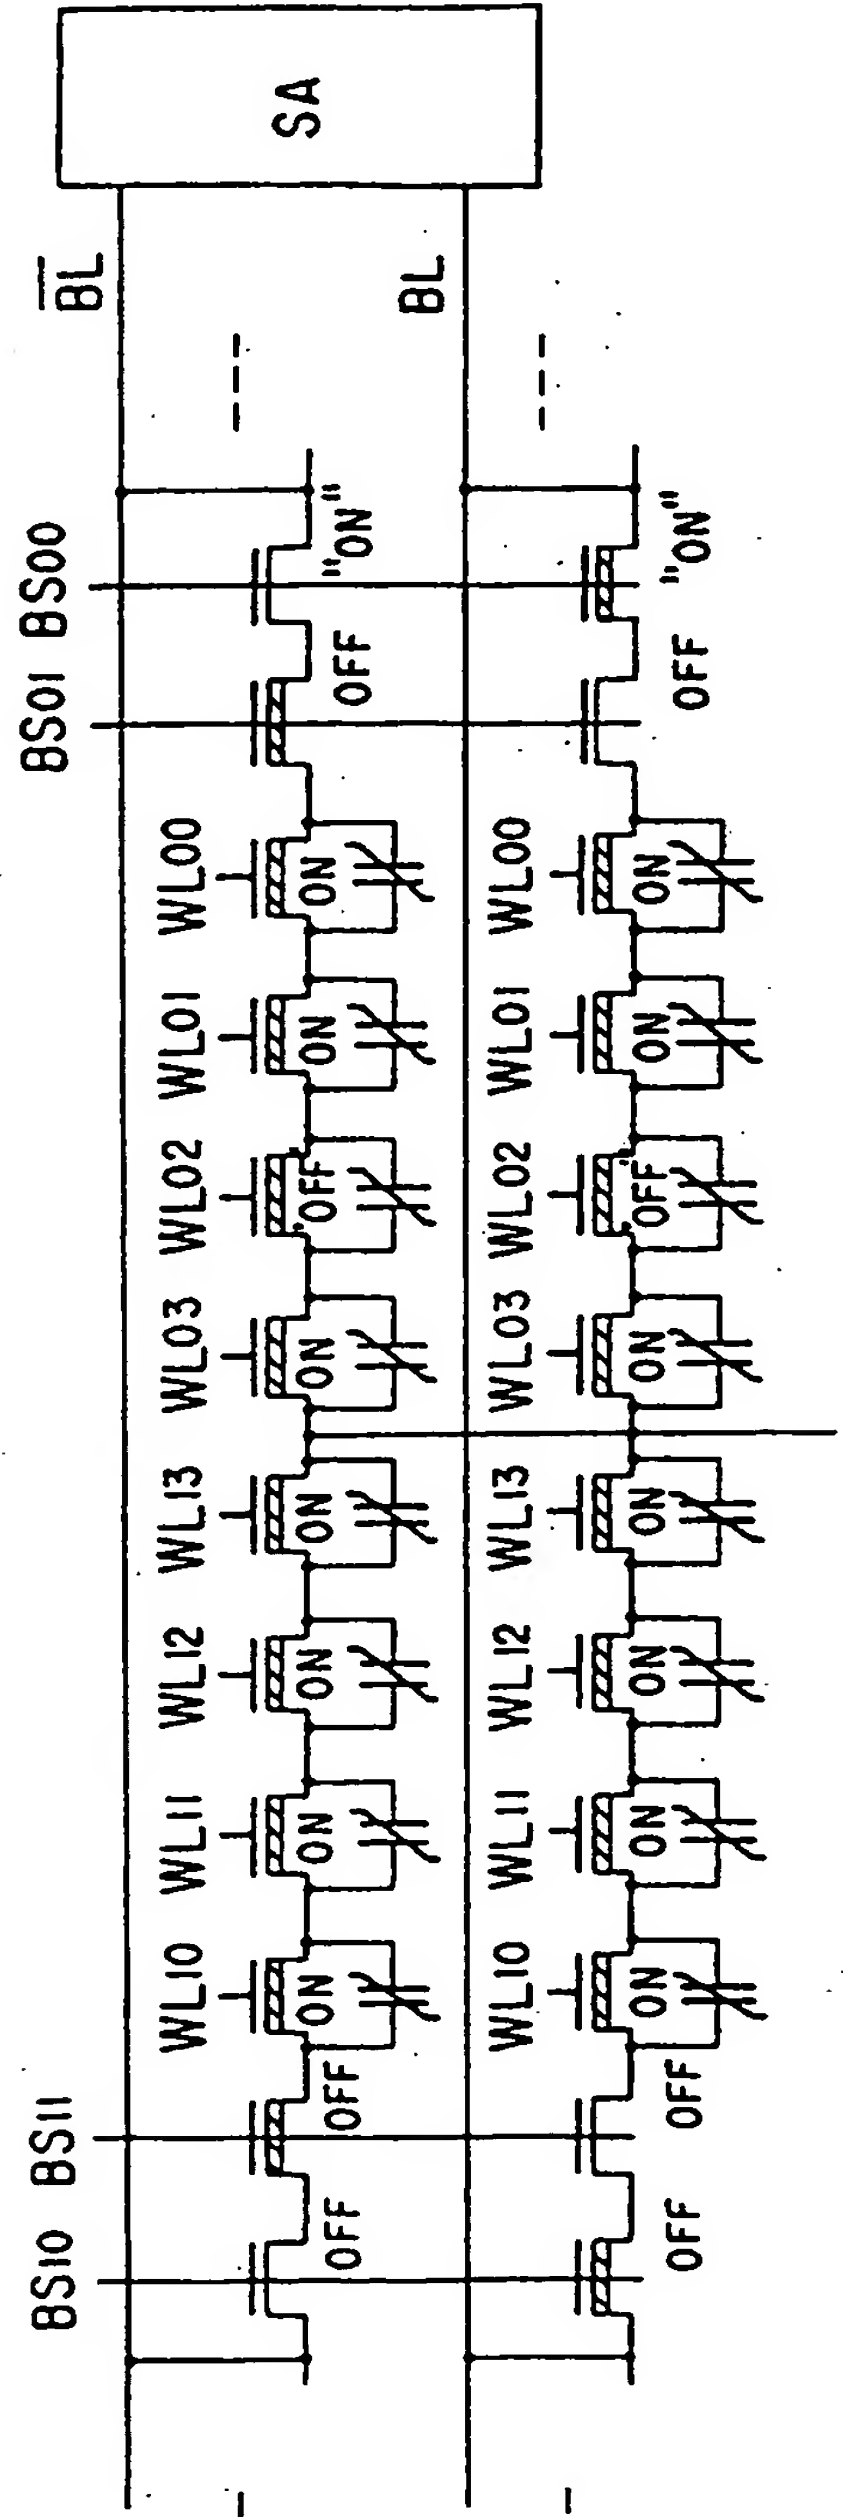 SA
B̅L̅
BL
BS10 BS11 BS01 BS00
WL10 WL11 WL12 WL13 WL03 WL02 WL01 WL00
OFF OFF ON ON ON ON ON OFF ON ON OFF "ON"
WL10 WL11 WL12 WL13 WL03 WL02 WL01 WL00
OFF OFF ON ON ON ON ON OFF ON ON OFF "ON"